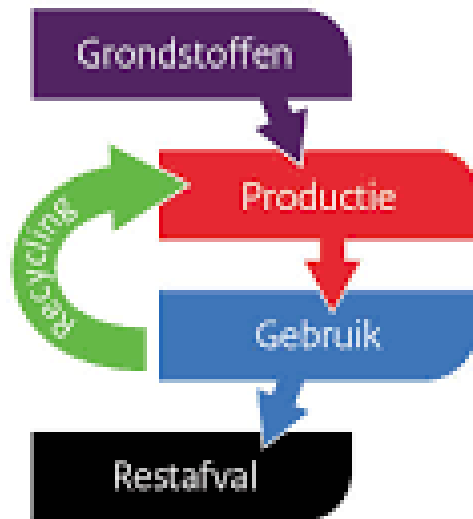 Grondstoffen
Productie
Recycling
Gebruik
Restafval